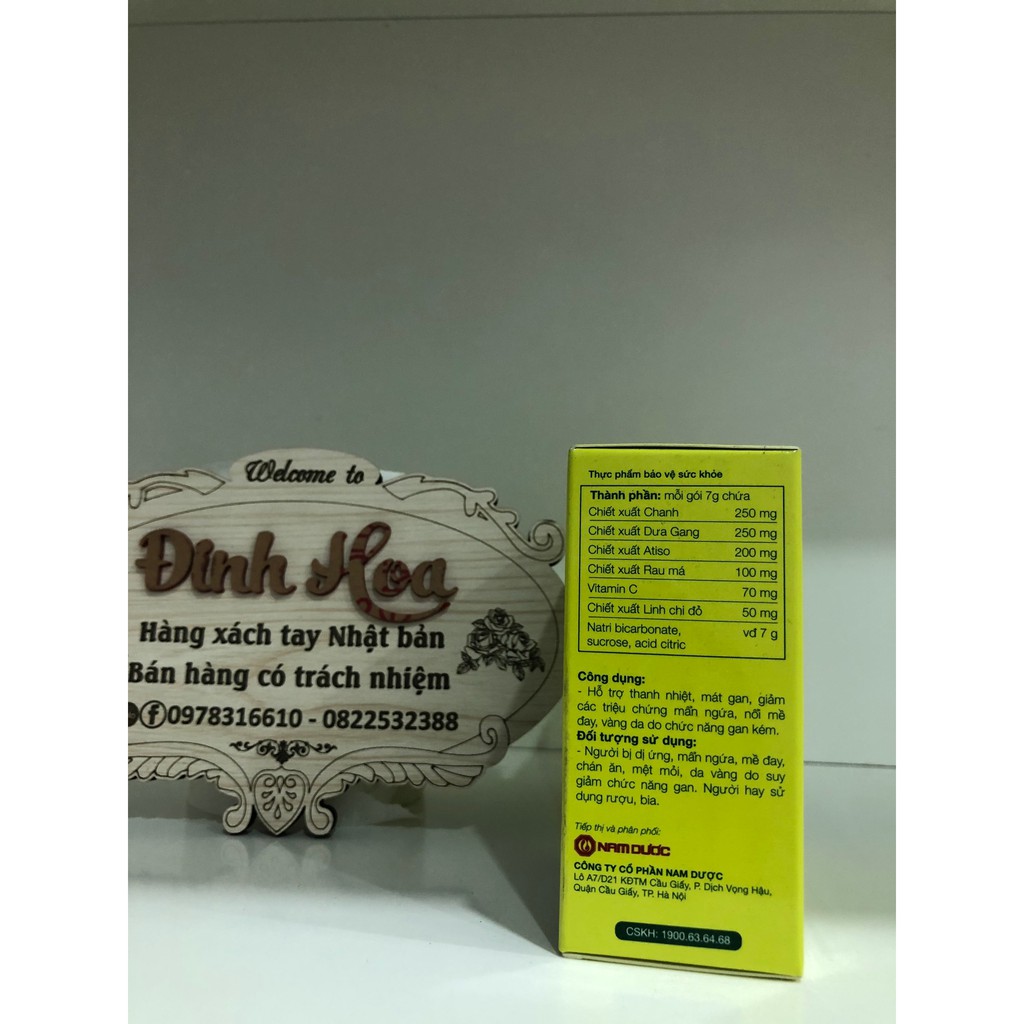 Welcome to
Đính Hoa
Hàng xách tay Nhật bản
Bán hàng có trách nhiệm
f 0978316610 - 0822532388
Thực phẩm bảo vệ sức khỏe
Thành phần: mỗi gói 7g chứa
Chiết xuất Chanh 250 mg
Chiết xuất Dưa Gang 250 mg
Chiết xuất Atiso 200 mg
Chiết xuất Rau má 100 mg
Vitamin C 70 mg
Chiết xuất Linh chi đỏ 50 mg
Natri bicarbonate, vđ 7 g
sucrose, acid citric
Công dụng:
- Hỗ trợ thanh nhiệt, mát gan, giảm
các triệu chứng mẩn ngứa, nổi mề
đay, vàng da do chức năng gan kém.
Đối tượng sử dụng:
- Người bị dị ứng, mẩn ngứa, mề đay,
chán ăn, mệt mỏi, da vàng do suy
giảm chức năng gan. Người hay sử
dụng rượu, bia.
Tiếp thị và phân phối:
NAM DƯỢC
CÔNG TY CỔ PHẦN NAM DƯỢC
Lô A7/D21 KĐTM Cầu Giấy, P. Dịch Vọng Hậu,
Quận Cầu Giấy, TP. Hà Nội
CSKH: 1900.63.64.68